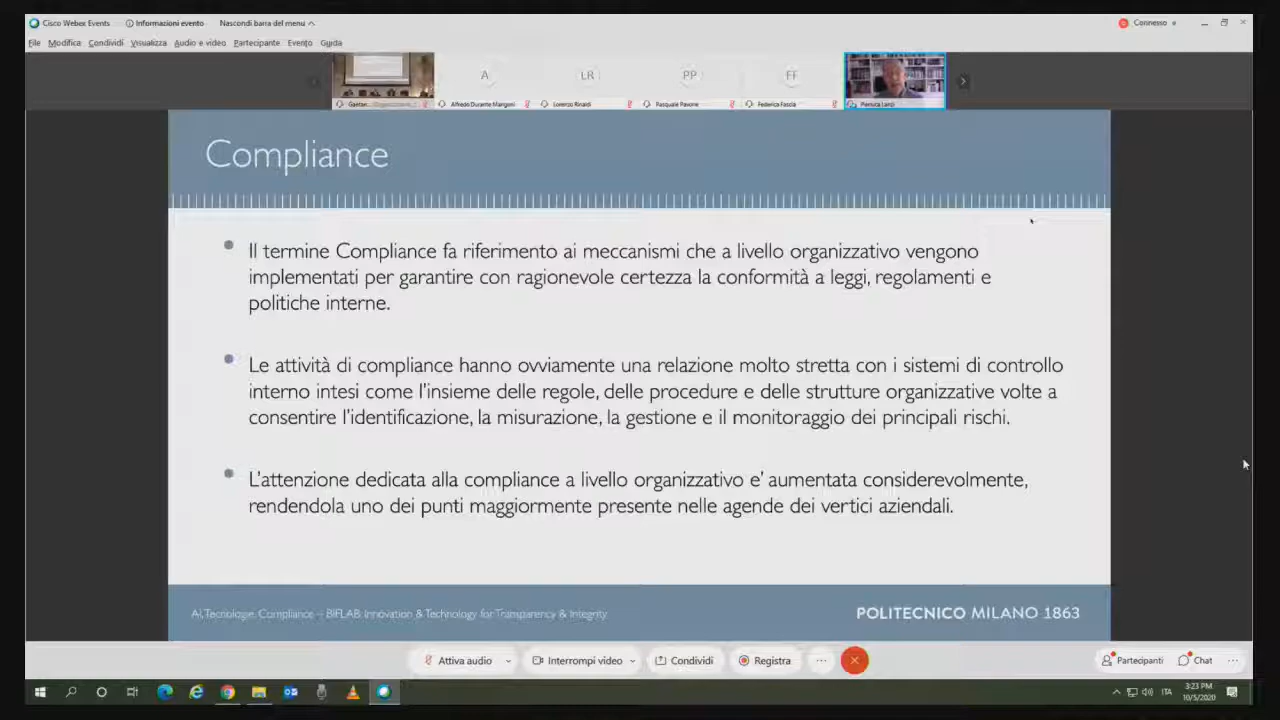 Cisco Webex Events
Informazioni evento
Nascondi barra del menu
Connesso
File Modifica Condividi Visualizza Audio e video Partecipante Evento Guida
A
LR
PP
FF
Alfredo Durante Mangoni
Lorenzo Rinaldi
Pasquale Pavone
Pierluca Lanzi
Compliance
Il termine Compliance fa riferimento ai meccanismi che a livello organizzativo vengono
implementati per garantire con ragionevole certezza la conformità a leggi, regolamenti e
politiche interne.
Le attività di compliance hanno ovviamente una relazione molto stretta con i sistemi di controllo
interno intesi come l'insieme delle regole, delle procedure e delle strutture organizzative volte a
consentire l'identificazione, la misurazione, la gestione e il monitoraggio dei principali rischi.
L'attenzione dedicata alla compliance a livello organizzativo e' aumentata considerevolmente,
rendendola uno dei punti maggiormente presente nelle agende dei vertici aziendali.
AI, Tecnologie, Compliance – BIFLAB: Innovation & Technology for Transparency & Integrity
POLITECNICO MILANO 1863
Attiva audio
Interrompi video
Condividi
Registra
Partecipanti
Chat
ITA
3:23 PM
10/5/2020